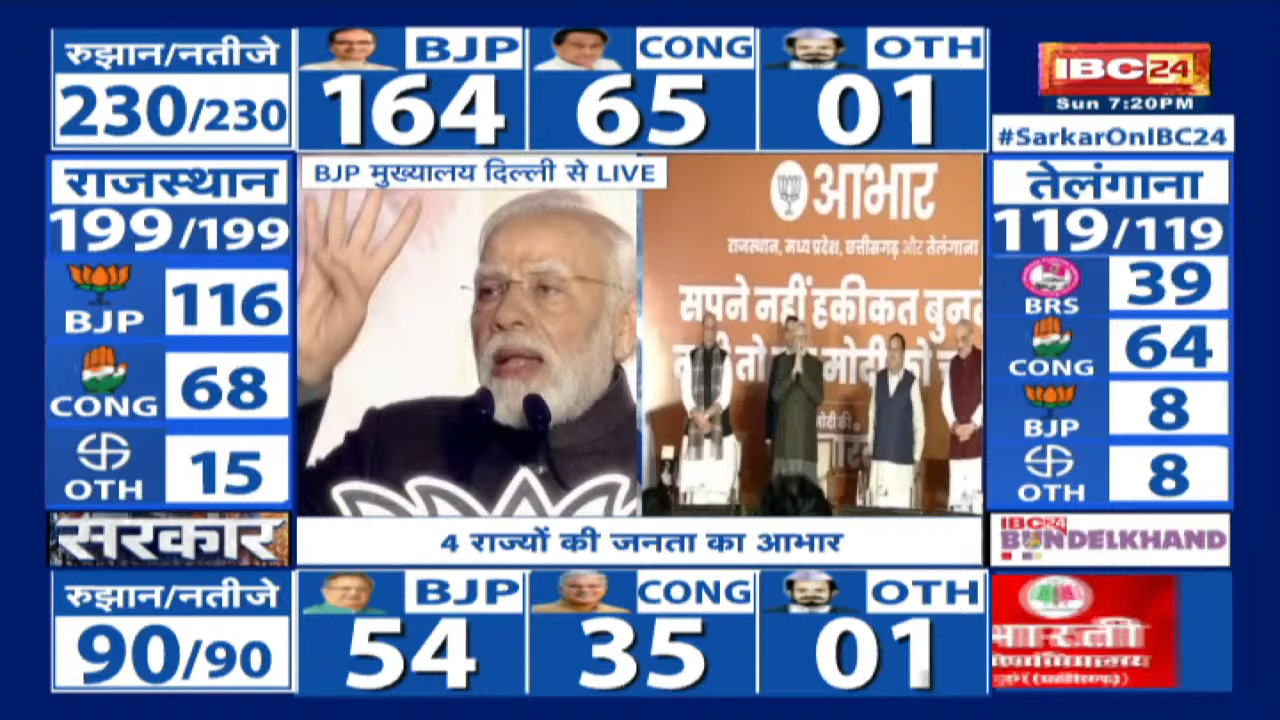 रुझान/नतीजे
230/230
BJP
164
CONG
65
OTH
01
IBC24
Sun 7:20PM
#SarkarOnIBC24
राजस्थान
199/199
BJP
116
CONG
68
OTH
15
सरकार
BJP मुख्यालय दिल्ली से LIVE
आभार
राजस्थान, मध्य प्रदेश, छत्तीसगढ़ और तेलंगाना
सपने नहीं हकीकत बुनते
तो मोदी को
4 राज्यों की जनता का आभार
तेलंगाना
119/119
BRS
39
CONG
64
BJP
8
OTH
8
IBC24
BUNDELKHAND
रुझान/नतीजे
90/90
BJP
54
CONG
35
OTH
01